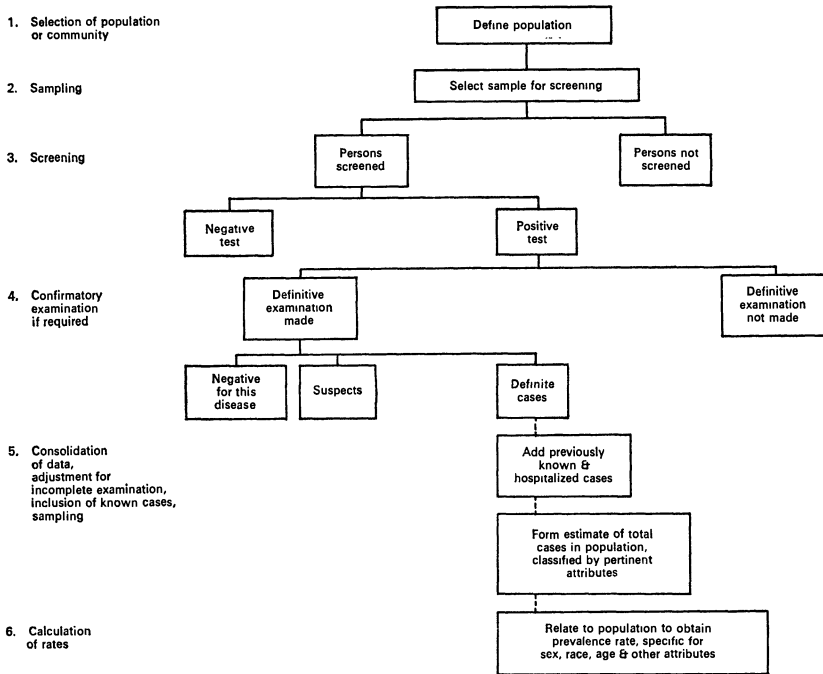 1. Selection of population
or community
Define population
2. Sampling
Select sample for screening
3. Screening
Persons
screened
Persons not
screened
Negative
test
Positive
test
4. Confirmatory
examination
if required
Definitive
examination
made
Definitive
examination
not made
Negative
for this
disease
Suspects
Definite
cases
5. Consolidation
of data,
adjustment for
incomplete examination,
inclusion of known cases,
sampling
Add previously
known &
hospitalized cases
Form estimate of total
cases in population,
classified by pertinent
attributes
6. Calculation
of rates
Relate to population to obtain
prevalence rate, specific for
sex, race, age & other attributes